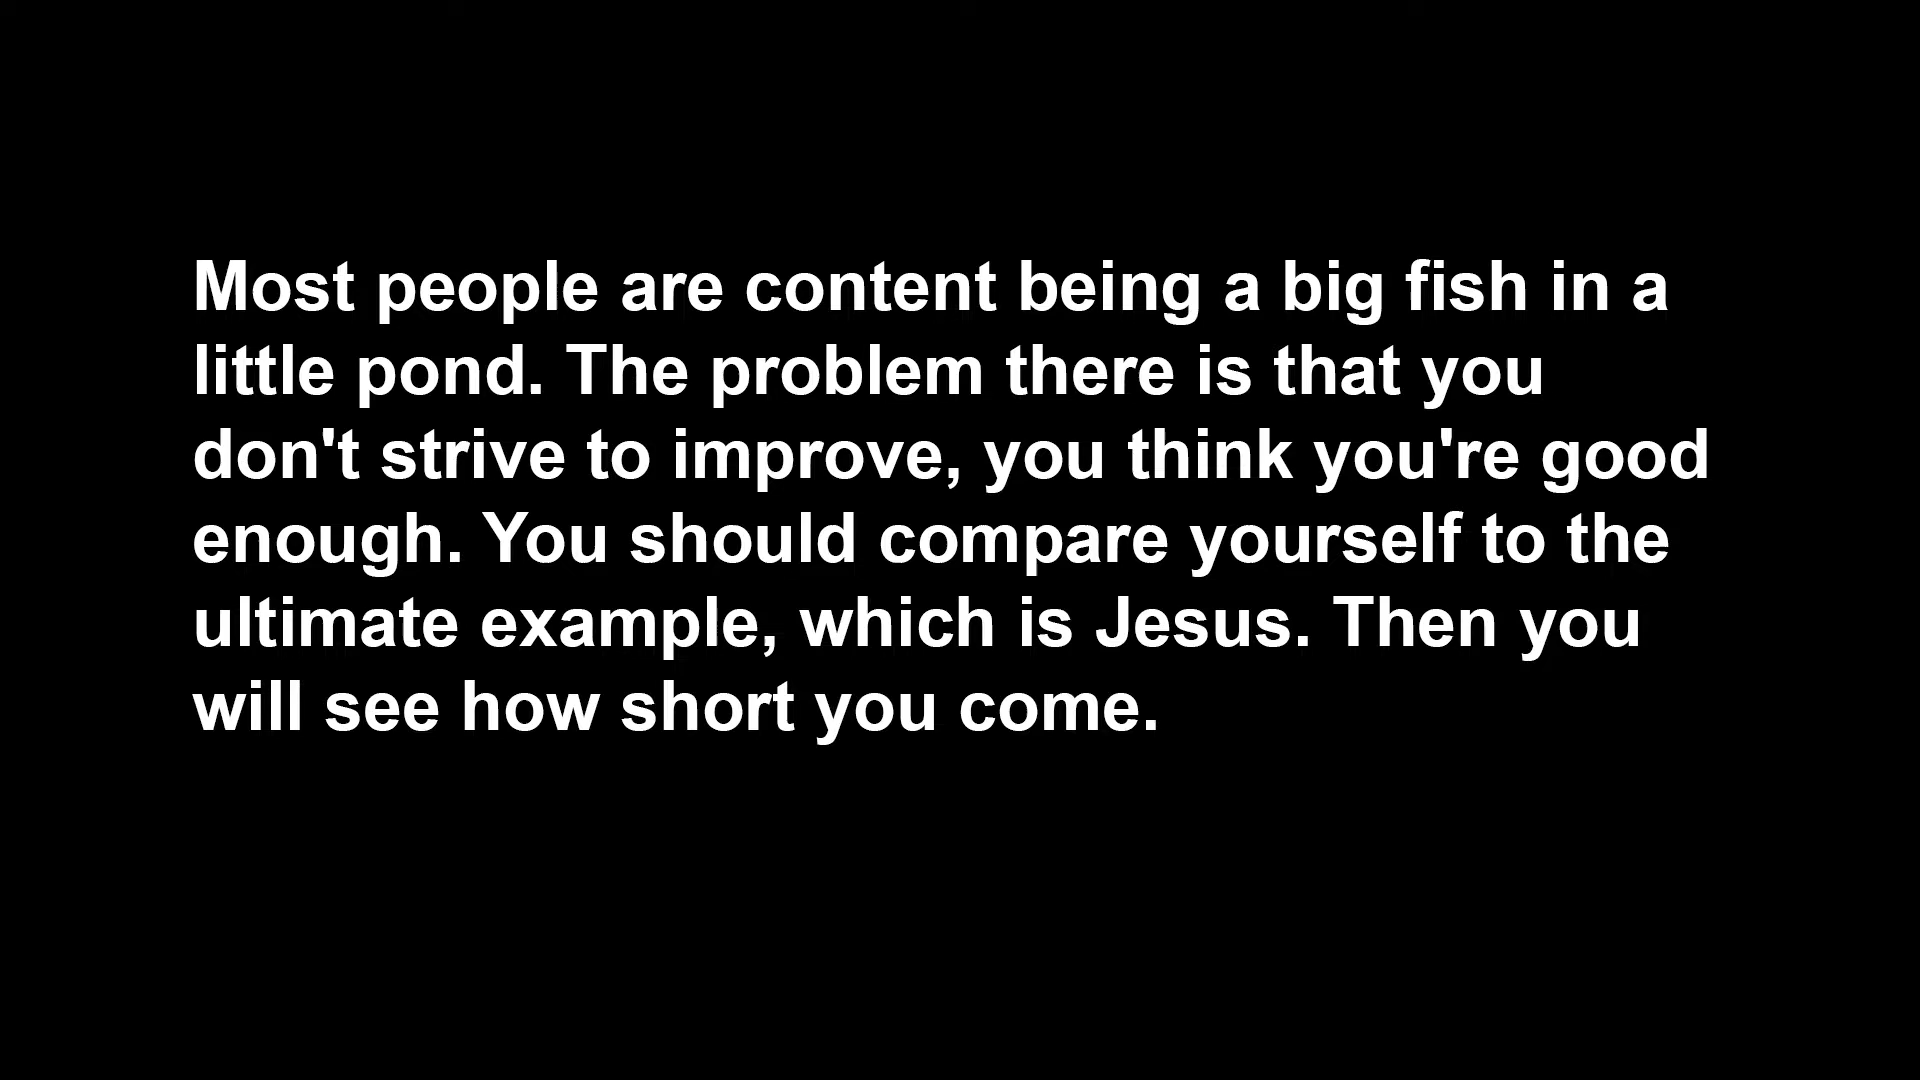 Most people are content being a big fish in a
little pond. The problem there is that you
don't strive to improve, you think you're good
enough. You should compare yourself to the
ultimate example, which is Jesus. Then you
will see how short you come.